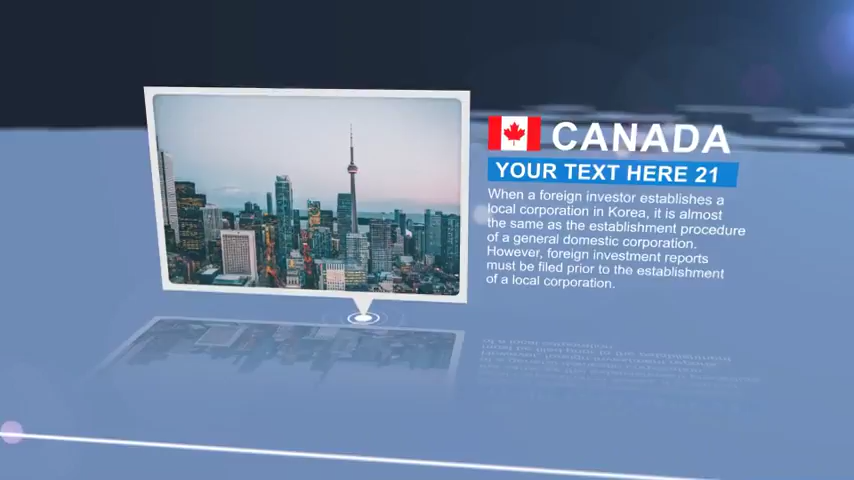 CANADA
YOUR TEXT HERE 21
When a foreign investor establishes a
local corporation in Korea, it is almost
the same as the establishment procedure
of a general domestic corporation.
However, foreign investment reports
must be filed prior to the establishment
of a local corporation.